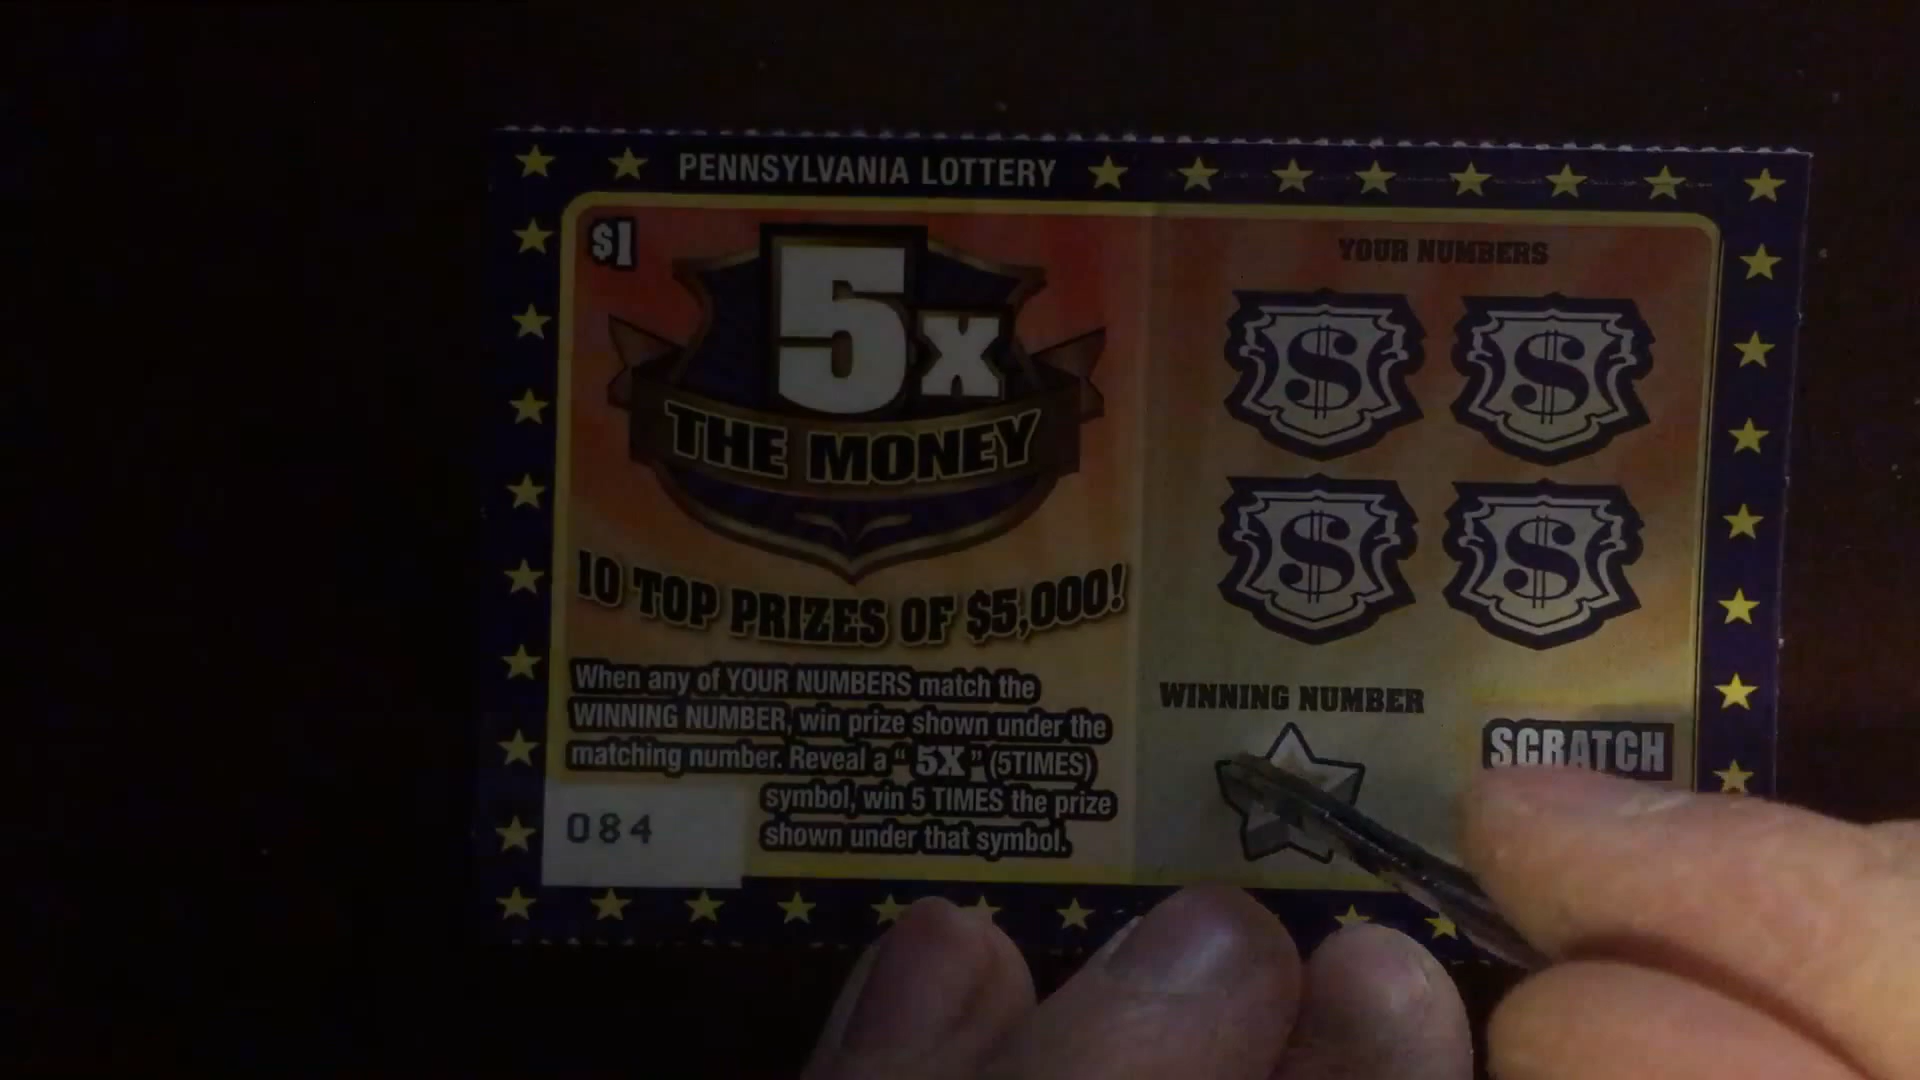 PENNSYLVANIA LOTTERY
$1
5X
THE MONEY
10 TOP PRIZES OF $5,000!
When any of YOUR NUMBERS match the
WINNING NUMBER, win prize shown under the
matching number. Reveal a "5X" (5TIMES)
symbol, win 5 TIMES the prize
shown under that symbol.
084
YOUR NUMBERS
$ $
$ $
WINNING NUMBER
SCRATCH